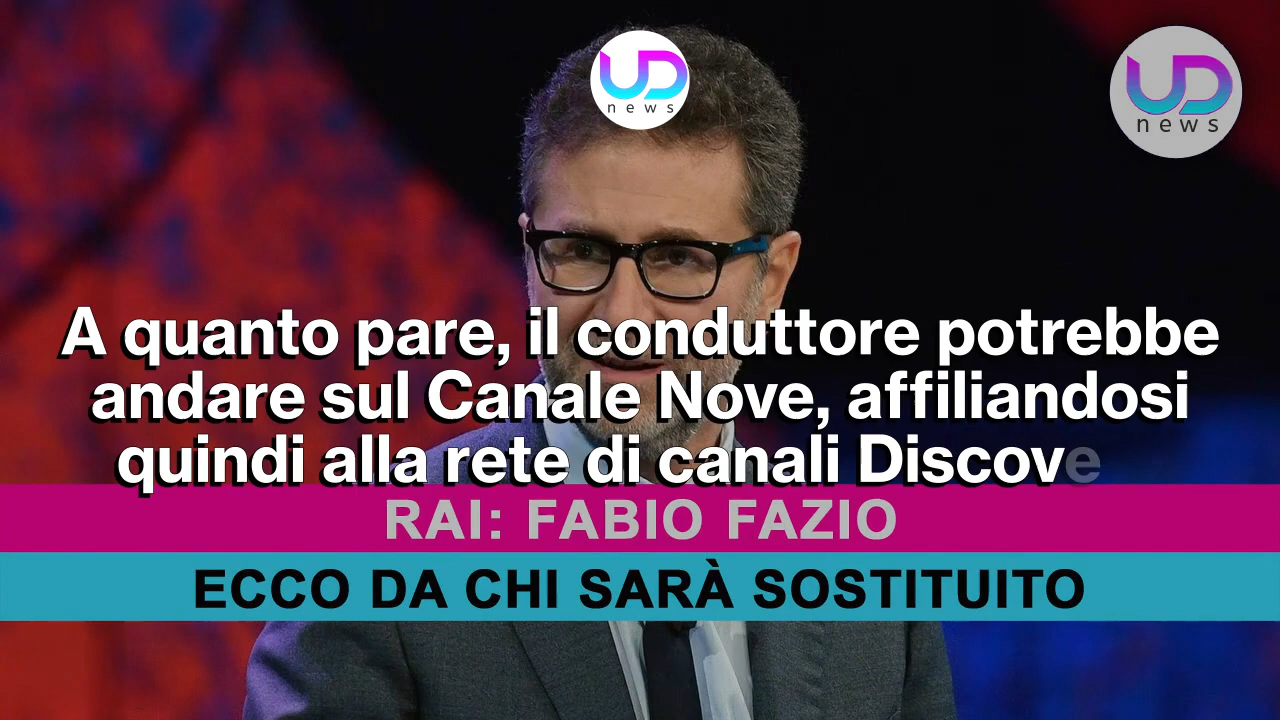 UD
news
UD
news
A quanto pare, il conduttore potrebbe
andare sul Canale Nove, affiliandosi
quindi alla rete di canali Discove
RAI: FABIO FAZIO
ECCO DA CHI SARÀ SOSTITUITO